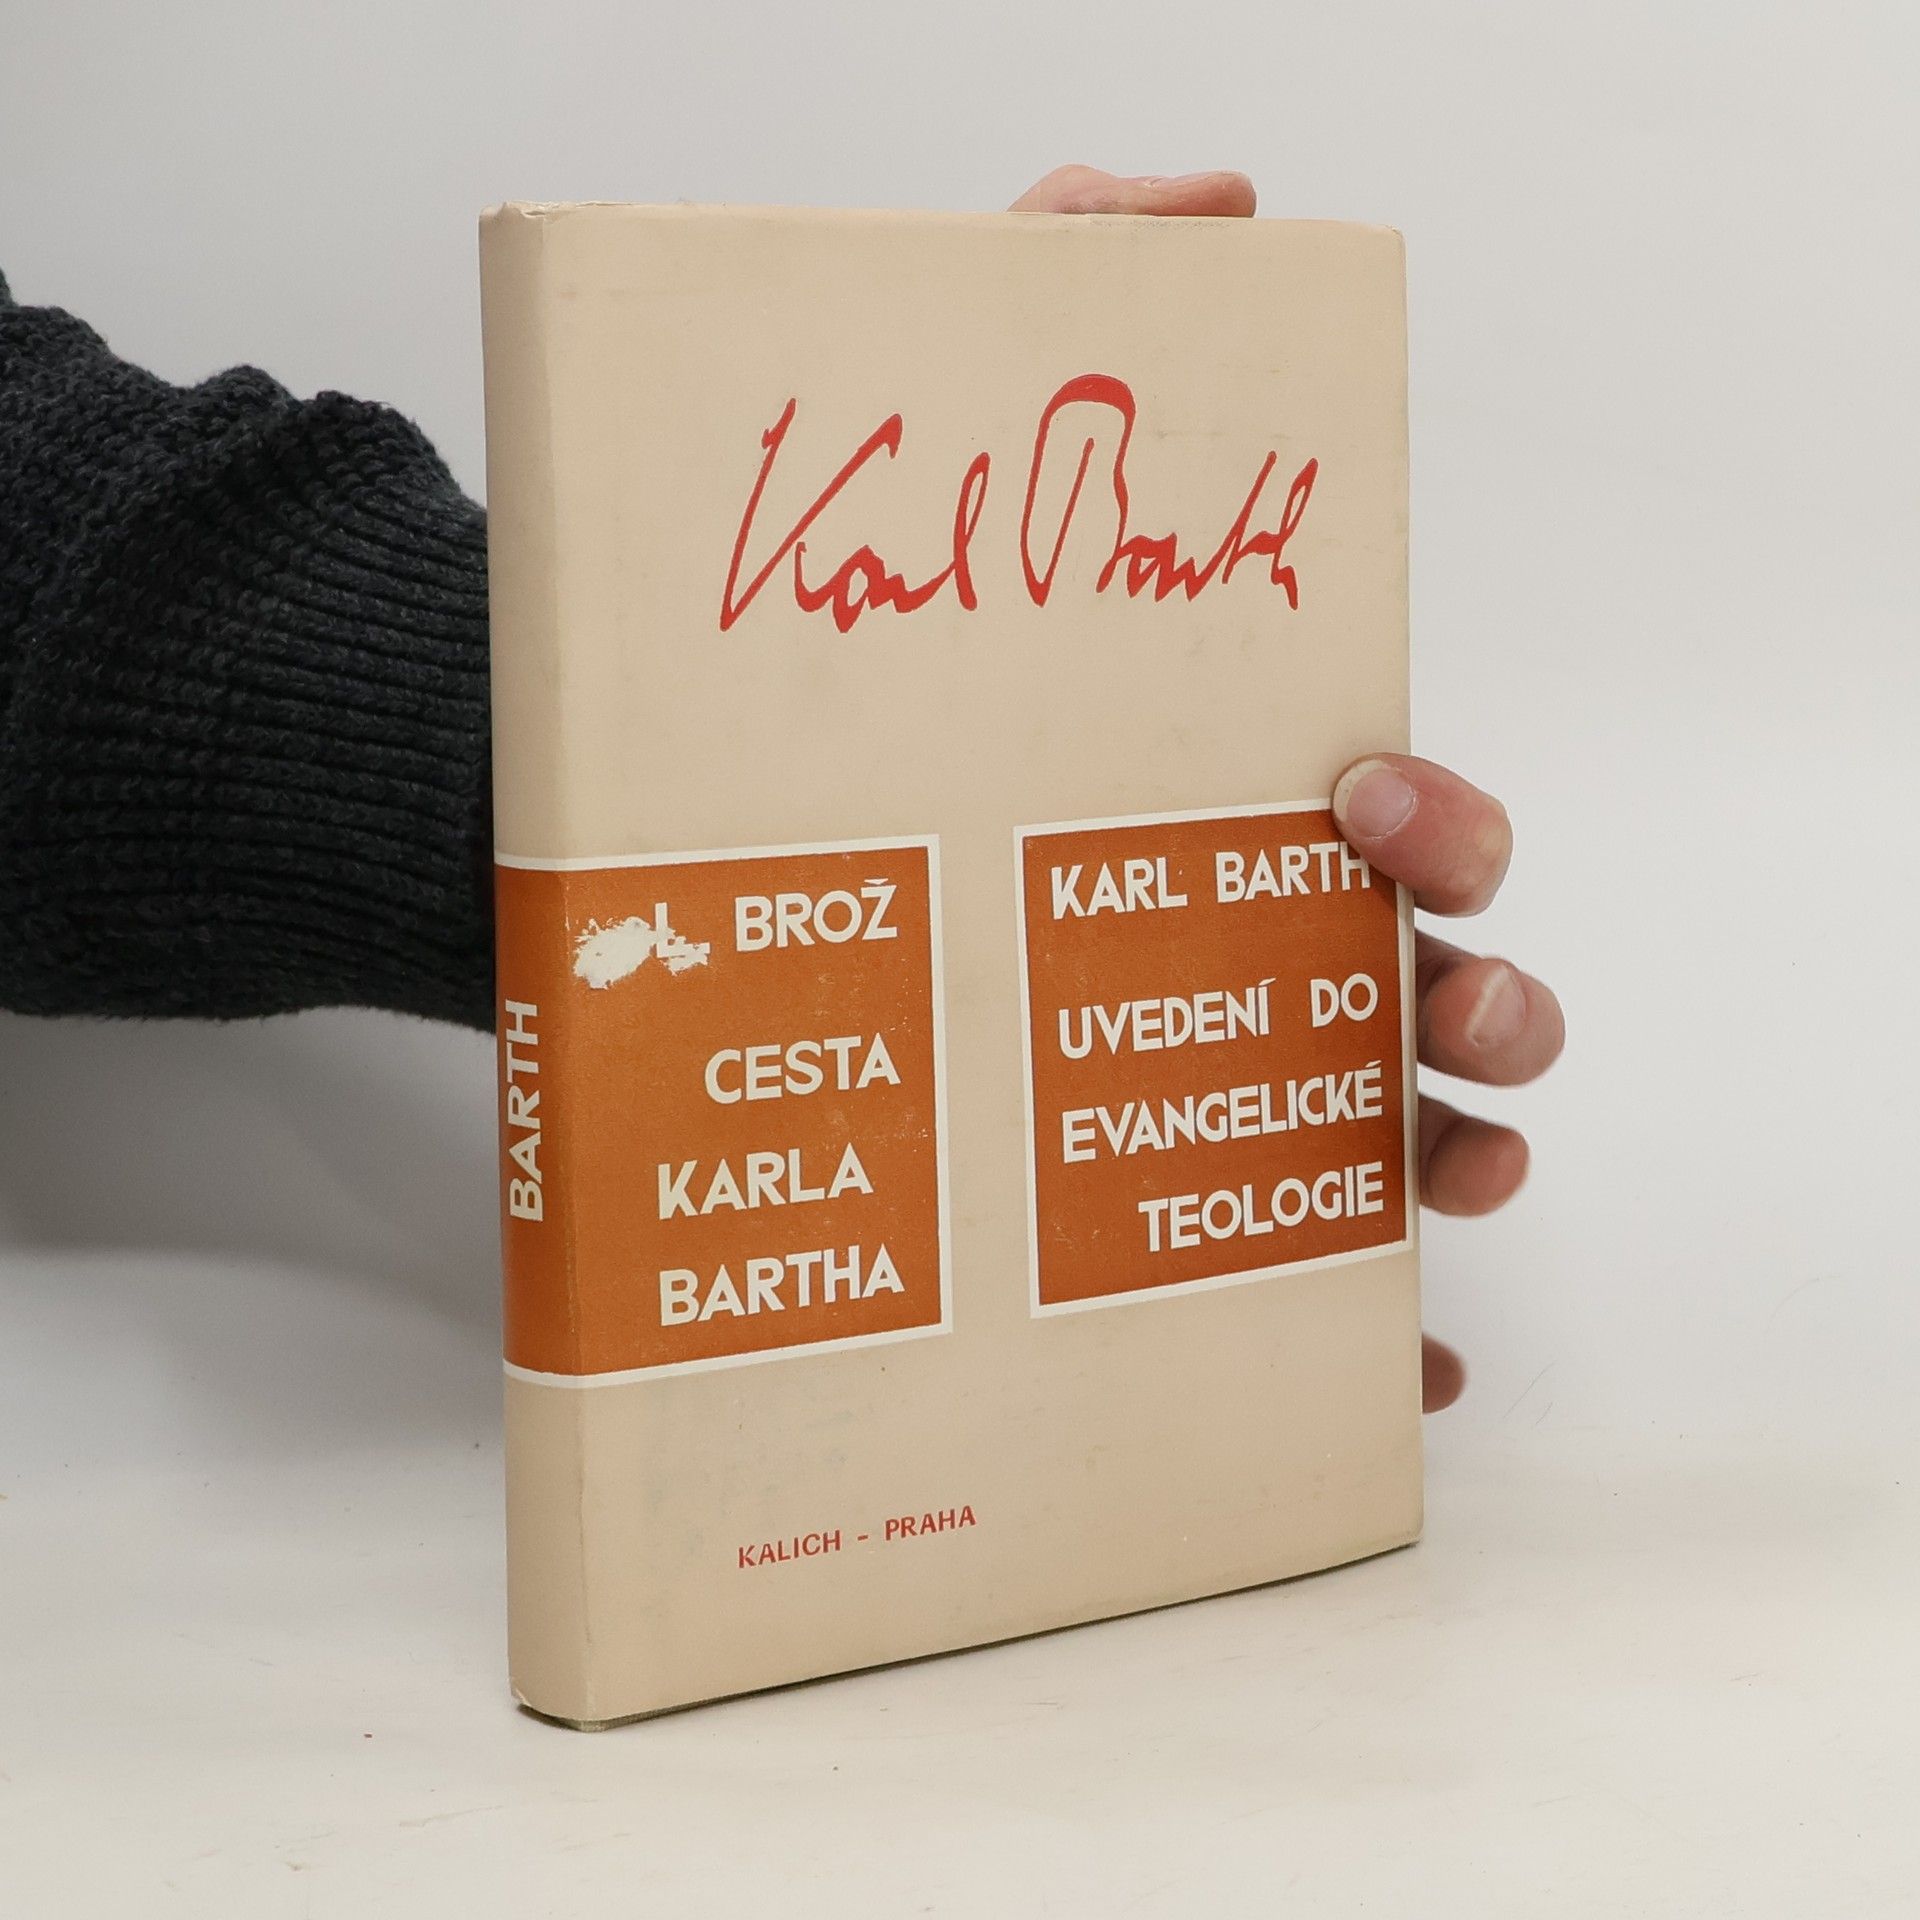 Karl Barth
BARTH
L. BROŽ
CESTA
KARLA
BARTHA
KARL BARTH
UVEDENÍ DO
EVANGELICKÉ
TEOLOGIE
KALICH - PRAHA